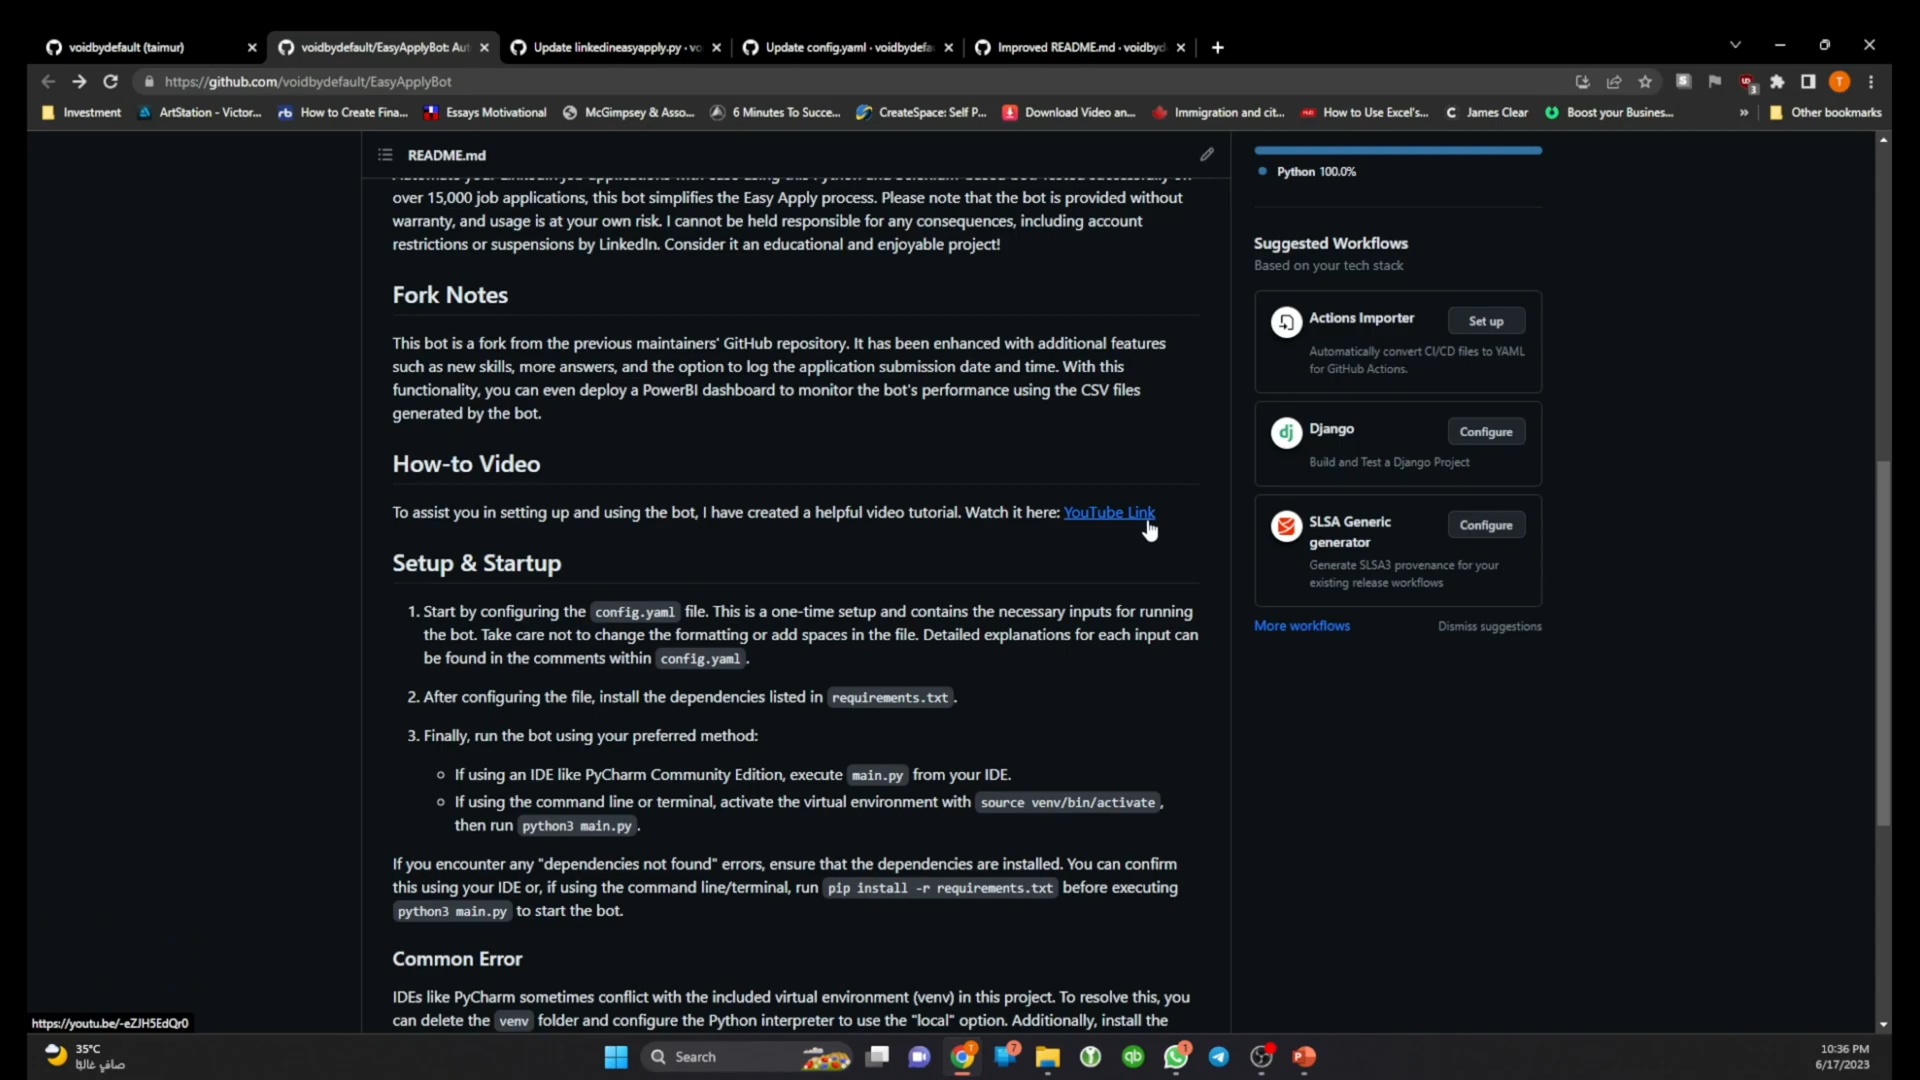 voidbydefault (taimur)
voidbydefault/EasyApplyBot: Aut
Update linkedineasyapply.py · vo
Update config.yaml · voidbydefa
Improved README.md · voidbyd
https://github.com/voidbydefault/EasyApplyBot
Investment
ArtStation - Victor...
How to Create Fina...
Essays Motivational
McGimpsey & Asso...
6 Minutes To Succe...
CreateSpace: Self P...
Download Video an...
Immigration and cit...
How to Use Excel's...
James Clear
Boost your Busines...
»
Other bookmarks
README.md
over 15,000 job applications, this bot simplifies the Easy Apply process. Please note that the bot is provided without
warranty, and usage is at your own risk. I cannot be held responsible for any consequences, including account
restrictions or suspensions by LinkedIn. Consider it an educational and enjoyable project!
Fork Notes
This bot is a fork from the previous maintainers' GitHub repository. It has been enhanced with additional features
such as new skills, more answers, and the option to log the application submission date and time. With this
functionality, you can even deploy a PowerBI dashboard to monitor the bot's performance using the CSV files
generated by the bot.
How-to Video
To assist you in setting up and using the bot, I have created a helpful video tutorial. Watch it here: YouTube Link
Setup & Startup
1. Start by configuring the config.yaml file. This is a one-time setup and contains the necessary inputs for running
the bot. Take care not to change the formatting or add spaces in the file. Detailed explanations for each input can
be found in the comments within config.yaml.
2. After configuring the file, install the dependencies listed in requirements.txt.
3. Finally, run the bot using your preferred method:
If using an IDE like PyCharm Community Edition, execute main.py from your IDE.
If using the command line or terminal, activate the virtual environment with source venv/bin/activate,
then run python3 main.py.
If you encounter any "dependencies not found" errors, ensure that the dependencies are installed. You can confirm
this using your IDE or, if using the command line/terminal, run pip install -r requirements.txt before executing
python3 main.py to start the bot.
Common Error
IDEs like PyCharm sometimes conflict with the included virtual environment (venv) in this project. To resolve this, you
can delete the venv folder and configure the Python interpreter to use the "local" option. Additionally, install the
Python 100.0%
Suggested Workflows
Based on your tech stack
Actions Importer
Set up
Automatically convert CI/CD files to YAML
for GitHub Actions.
dj
Django
Configure
Build and Test a Django Project
SLSA Generic
generator
Configure
Generate SLSA3 provenance for your
existing release workflows
More workflows
Dismiss suggestions
https://youtu.be/-eZJH5EdQr0
35°C
صافي غالبًا
Search
10:36 PM
6/17/2023